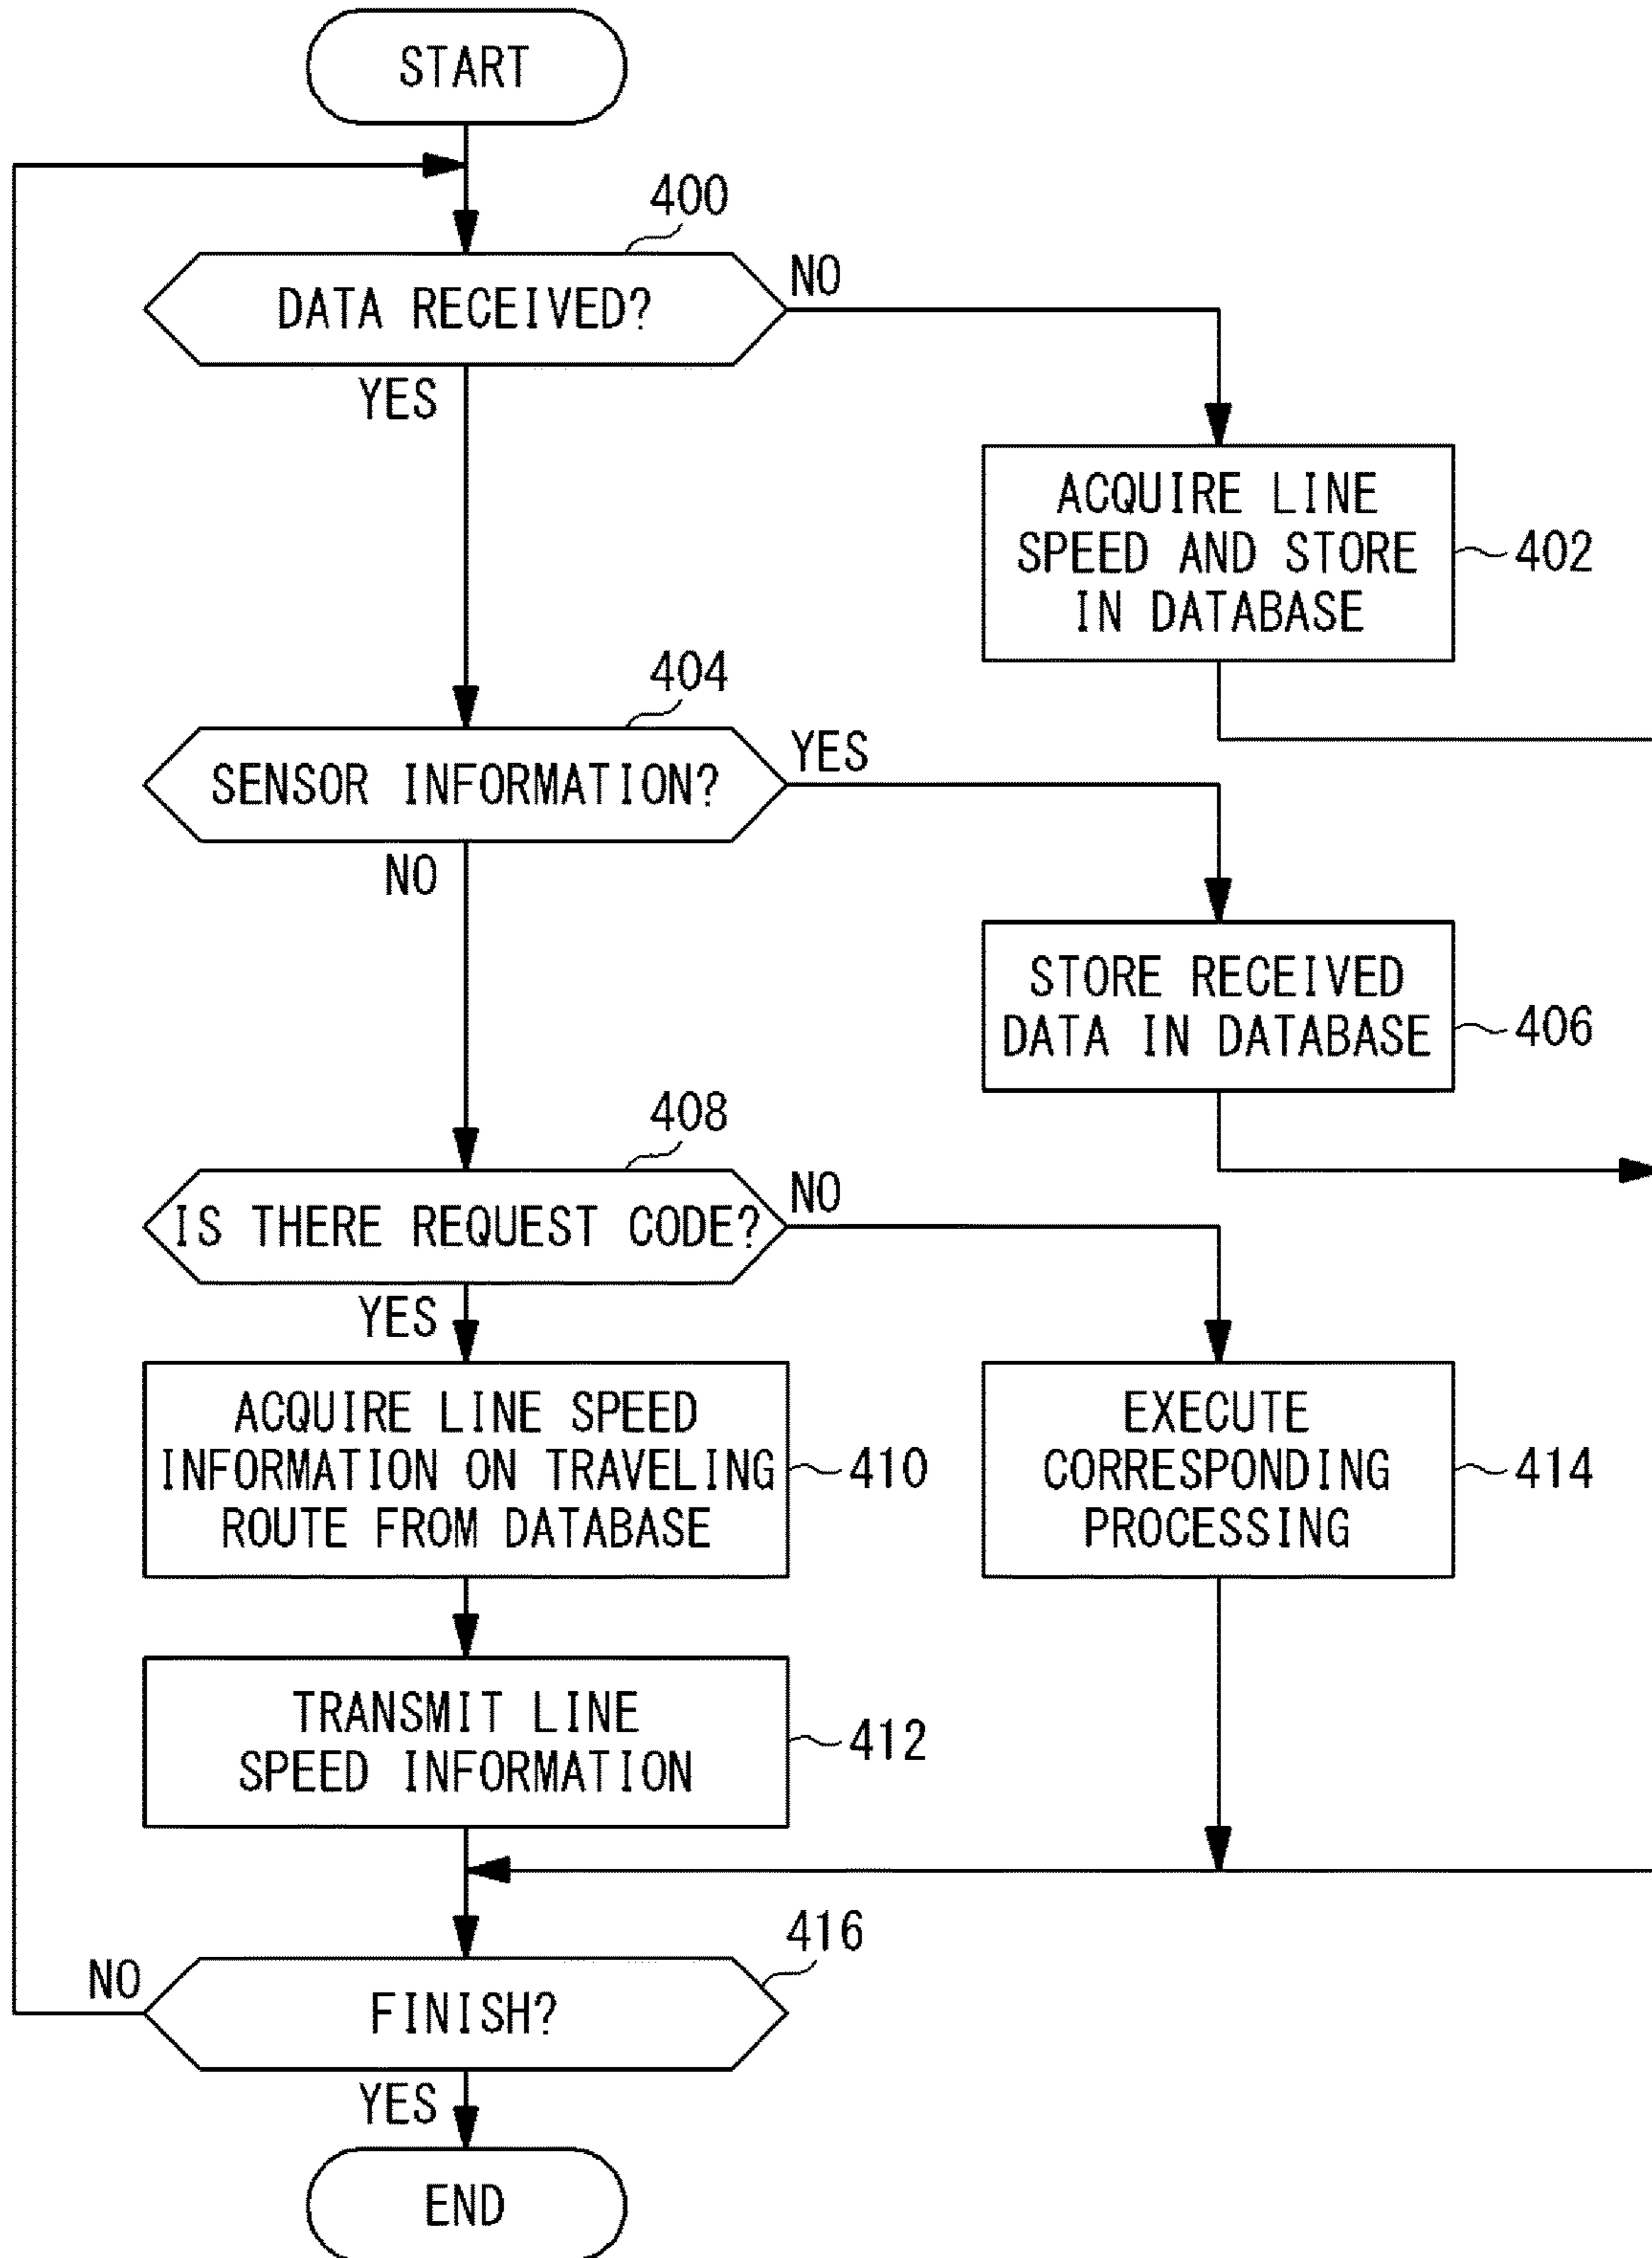 START
400
DATA RECEIVED?
NO
YES
ACQUIRE LINE
SPEED AND STORE
IN DATABASE
402
404
SENSOR INFORMATION?
YES
NO
STORE RECEIVED
DATA IN DATABASE
406
408
IS THERE REQUEST CODE?
NO
YES
ACQUIRE LINE SPEED
INFORMATION ON TRAVELING
ROUTE FROM DATABASE
410
EXECUTE
CORRESPONDING
PROCESSING
414
TRANSMIT LINE
SPEED INFORMATION
412
416
NO
FINISH?
YES
END